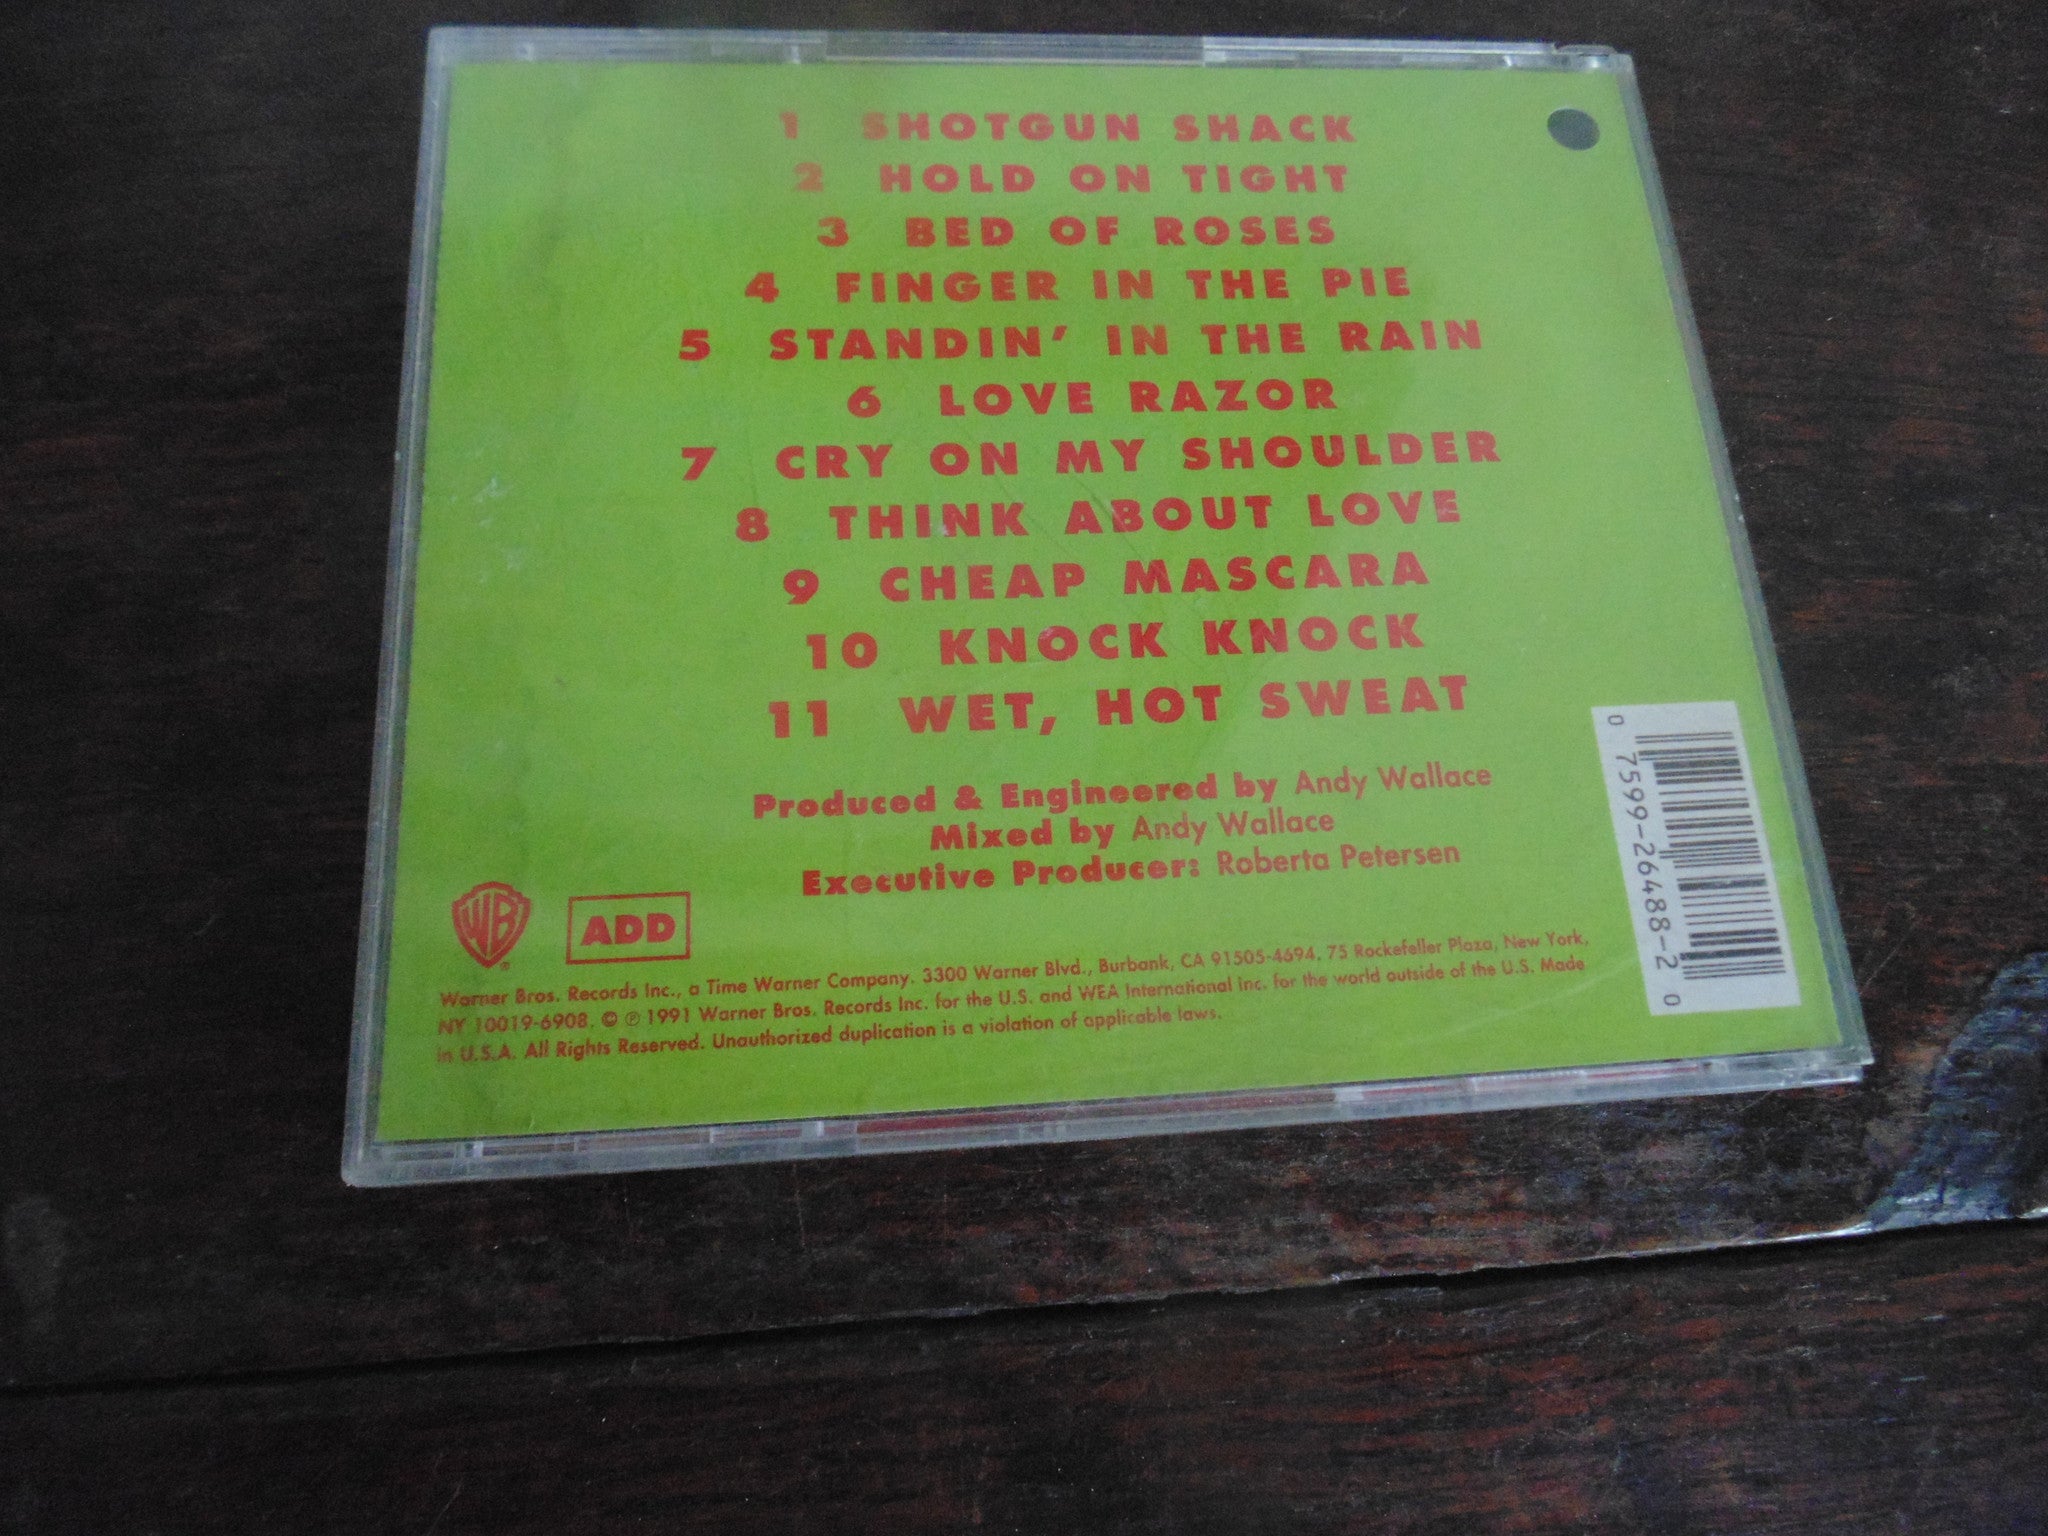 1 SHOTGUN SHACK
2 HOLD ON TIGHT
3 BED OF ROSES
4 FINGER IN THE PIE
5 STANDIN' IN THE RAIN
6 LOVE RAZOR
7 CRY ON MY SHOULDER
8 THINK ABOUT LOVE
9 CHEAP MASCARA
10 KNOCK KNOCK
11 WET, HOT SWEAT
Produced & Engineered by Andy Wallace
Mixed by Andy Wallace
Executive Producer: Roberta Petersen
WB ®
ADD
Warner Bros. Records Inc., a Time Warner Company. 3300 Warner Blvd., Burbank, CA 91505-4694. 75 Rockefeller Plaza, New York,
NY 10019-6908. © ℗ 1991 Warner Bros. Records Inc. for the U.S. and WEA International Inc. for the world outside of the U.S. Made
in U.S.A. All Rights Reserved. Unauthorized duplication is a violation of applicable laws.
0 7599-26488-2 0